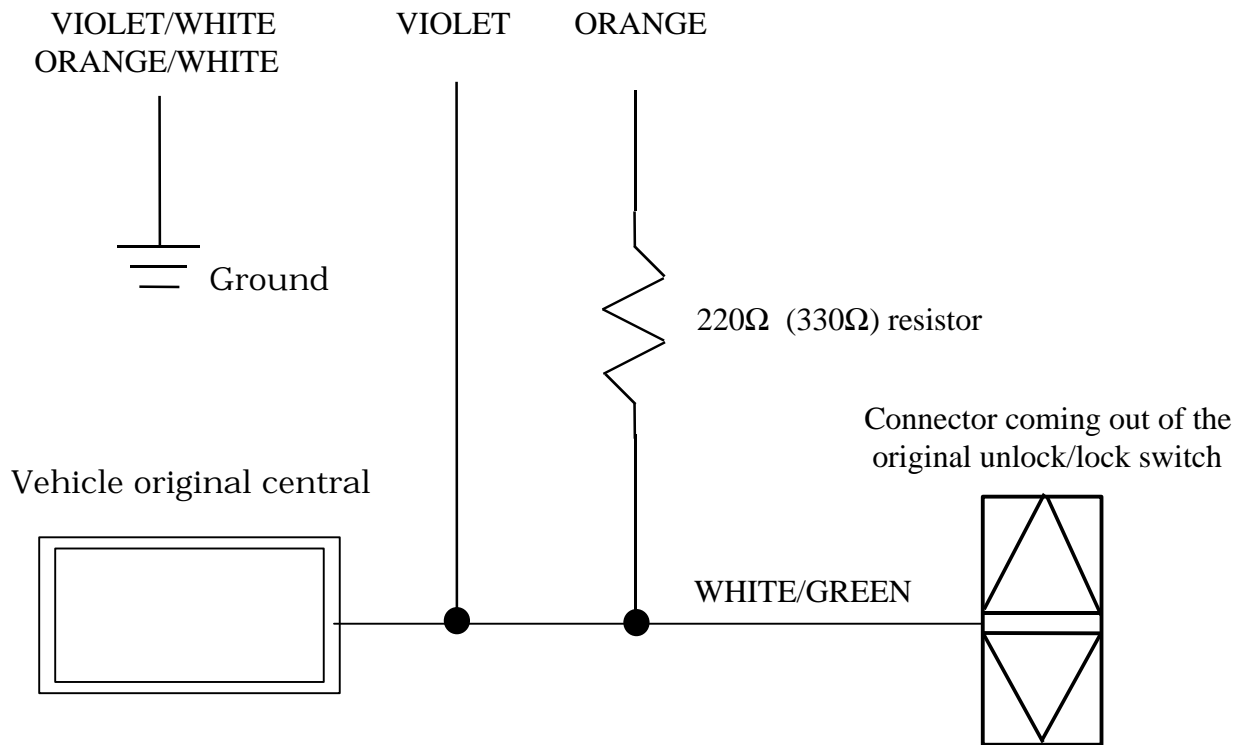 VIOLET/WHITE
ORANGE/WHITE
VIOLET
ORANGE
Ground
220Ω (330Ω) resistor
Connector coming out of the
original unlock/lock switch
Vehicle original central
WHITE/GREEN